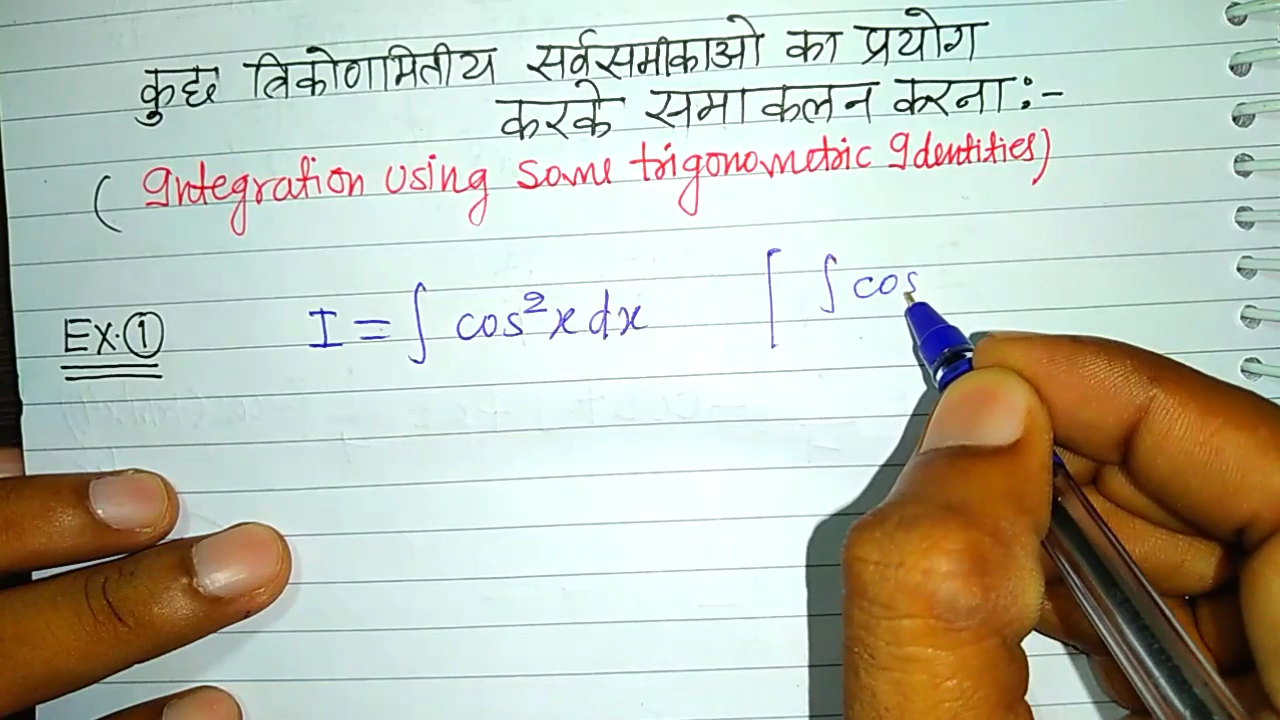 कुछ त्रिकोणमितीय सर्वसमीकाओ का प्रयोग
करके समाकलन करना:-
( Integration using some trigonometric Identities)
Ex.① I = ∫ cos²x dx [ ∫ cos